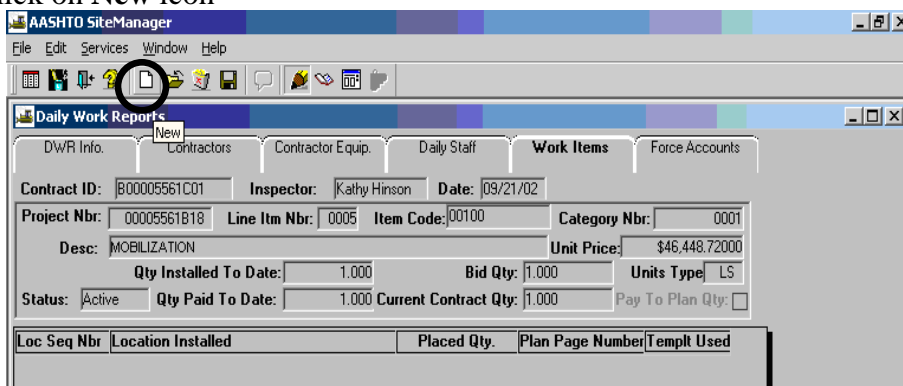 Click on New icon
AASHTO SiteManager
File Edit Services Window Help
Daily Work Reports
New
DWR Info. Contractors Contractor Equip. Daily Staff Work Items Force Accounts
Contract ID: B00005561C01 Inspector: Kathy Hinson Date: 09/21/02
Project Nbr: 00005561B18 Line Itm Nbr: 0005 Item Code: 00100 Category Nbr: 0001
Desc: MOBILIZATION Unit Price: $46,448.72000
Qty Installed To Date: 1.000 Bid Qty: 1.000 Units Type LS
Status: Active Qty Paid To Date: 1.000 Current Contract Qty: 1.000 Pay To Plan Qty:
Loc Seq Nbr Location Installed Placed Qty. Plan Page Number Templt Used